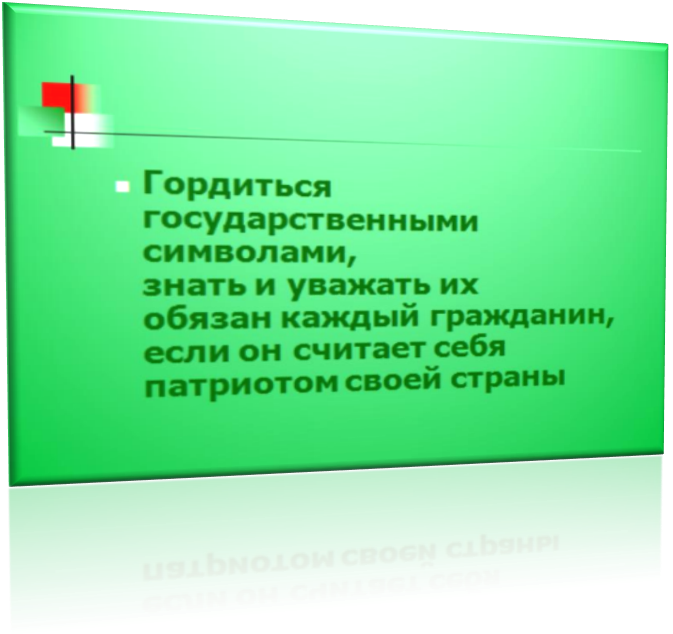 Гордиться
государственными
символами,
знать и уважать их
обязан каждый гражданин,
если он считает себя
патриотом своей страны